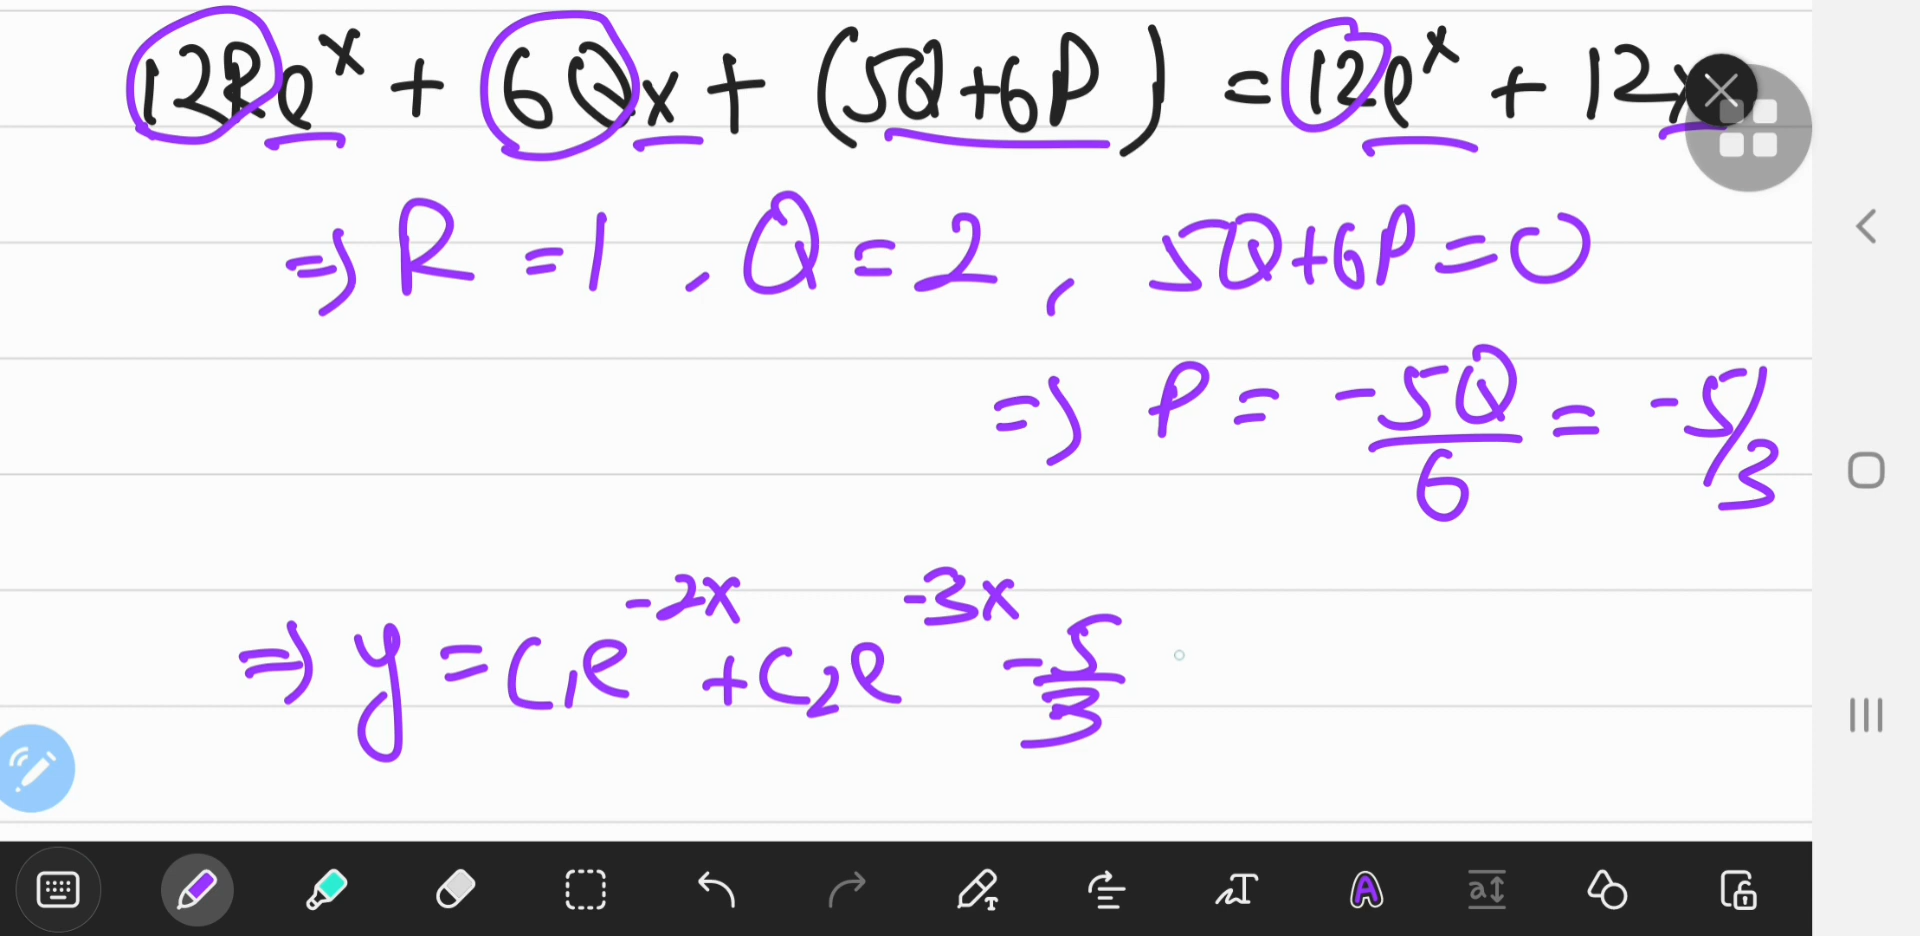 12Re^x + 6Qx + (5Q+6P) = 12e^x + 12x
⇒ R = 1 , Q = 2 , 5Q+6P = 0
⇒ P = -5Q/6 = -5/3
⇒ y = C₁e^-2x + C₂e^-3x - 5/3